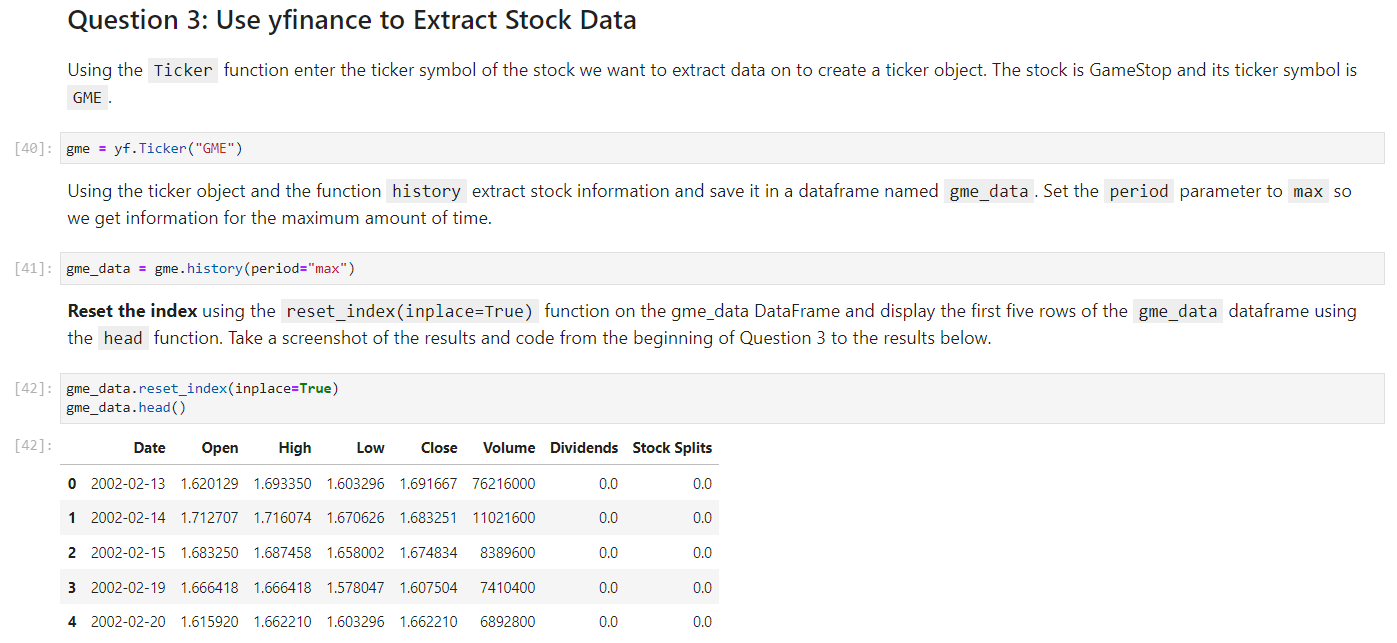 Question 3: Use yfinance to Extract Stock Data
Using the Ticker function enter the ticker symbol of the stock we want to extract data on to create a ticker object. The stock is GameStop and its ticker symbol is
GME .
[40]: gme = yf.Ticker("GME")
Using the ticker object and the function history extract stock information and save it in a dataframe named gme_data . Set the period parameter to max so
we get information for the maximum amount of time.
[41]: gme_data = gme.history(period="max")
Reset the index using the reset_index(inplace=True) function on the gme_data DataFrame and display the first five rows of the gme_data dataframe using
the head function. Take a screenshot of the results and code from the beginning of Question 3 to the results below.
[42]: gme_data.reset_index(inplace=True)
gme_data.head()
[42]: Date Open High Low Close Volume Dividends Stock Splits
0 2002-02-13 1.620129 1.693350 1.603296 1.691667 76216000 0.0 0.0
1 2002-02-14 1.712707 1.716074 1.670626 1.683251 11021600 0.0 0.0
2 2002-02-15 1.683250 1.687458 1.658002 1.674834 8389600 0.0 0.0
3 2002-02-19 1.666418 1.666418 1.578047 1.607504 7410400 0.0 0.0
4 2002-02-20 1.615920 1.662210 1.603296 1.662210 6892800 0.0 0.0